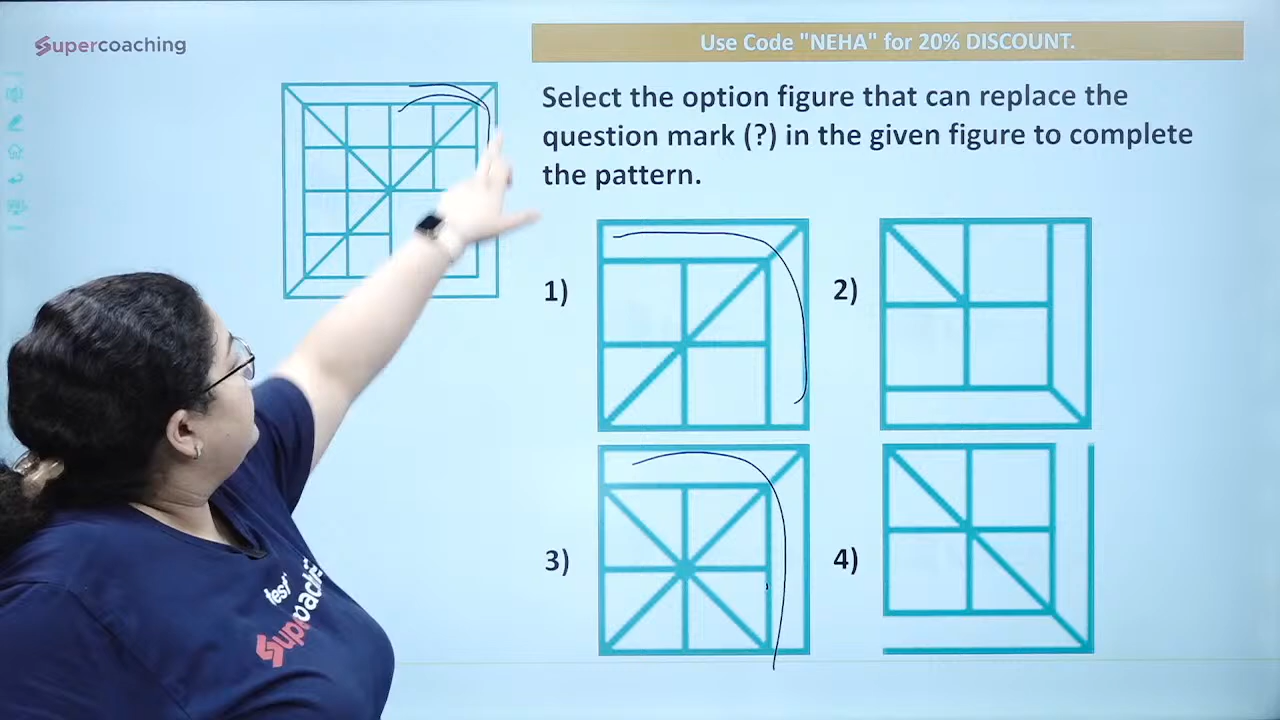 Supercoaching
Use Code "NEHA" for 20% DISCOUNT.
Select the option figure that can replace the
question mark (?) in the given figure to complete
the pattern.
1)
2)
3)
4)
Supercoaching